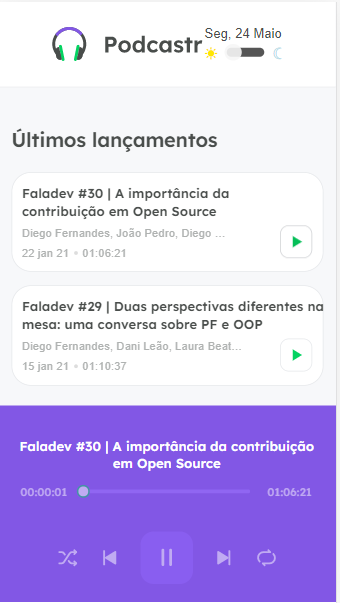 Podcastr
Seg, 24 Maio
Últimos lançamentos
Faladev #30 | A importância da
contribuição em Open Source
Diego Fernandes, João Pedro, Diego ...
22 jan 21 • 01:06:21
Faladev #29 | Duas perspectivas diferentes na
mesa: uma conversa sobre PF e OOP
Diego Fernandes, Dani Leão, Laura Beat...
15 jan 21 • 01:10:37
Faladev #30 | A importância da contribuição
em Open Source
00:00:01
01:06:21